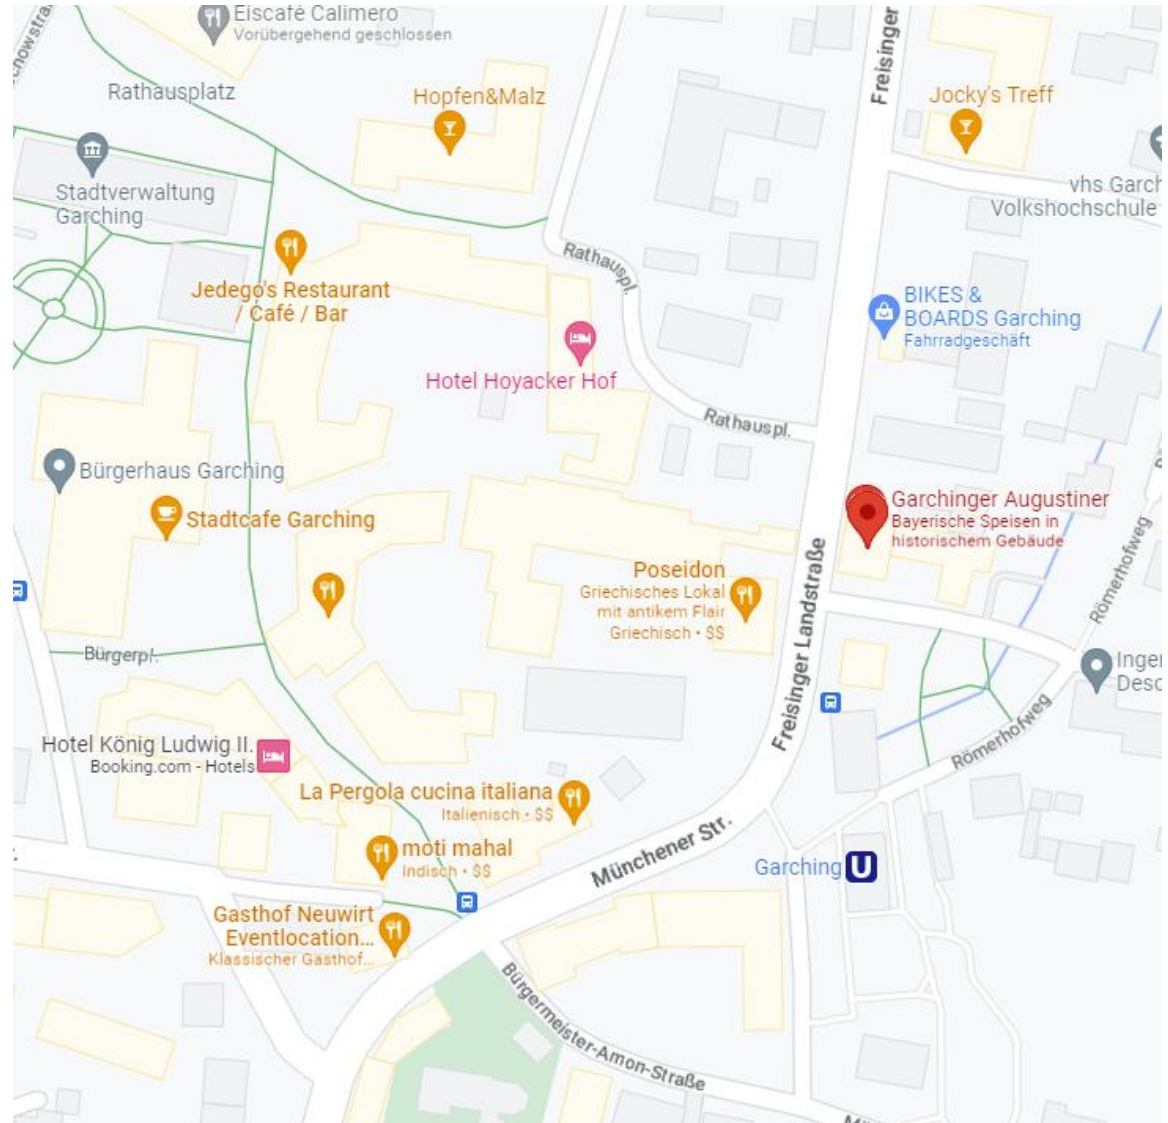 Eiscafé Calimero
Vorübergehend geschlossen
Rathausplatz
Hopfen&Malz
Freisinger
Jocky's Treff
Stadtverwaltung
Garching
vhs Garch
Volkshochschule
Rathauspl.
Jedego's Restaurant
/ Café / Bar
BIKES &
BOARDS Garching
Fahrradgeschäft
Hotel Hoyacker Hof
Rathauspl.
Bürgerhaus Garching
Stadtcafe Garching
Garchinger Augustiner
Bayerische Speisen in
historischem Gebäude
Poseidon
Griechisches Lokal
mit antikem Flair
Griechisch • $$
Freisinger Landstraße
Römerhofweg
Bürgerpl.
Inger
Desc
Hotel König Ludwig II.
Booking.com - Hotels
Römerhofweg
La Pergola cucina italiana
Italienisch • $$
moti mahal
Indisch • $$
Münchener Str.
Garching U
Gasthof Neuwirt
Eventlocation...
Klassischer Gasthof...
Bürgermeister-Amon-Straße